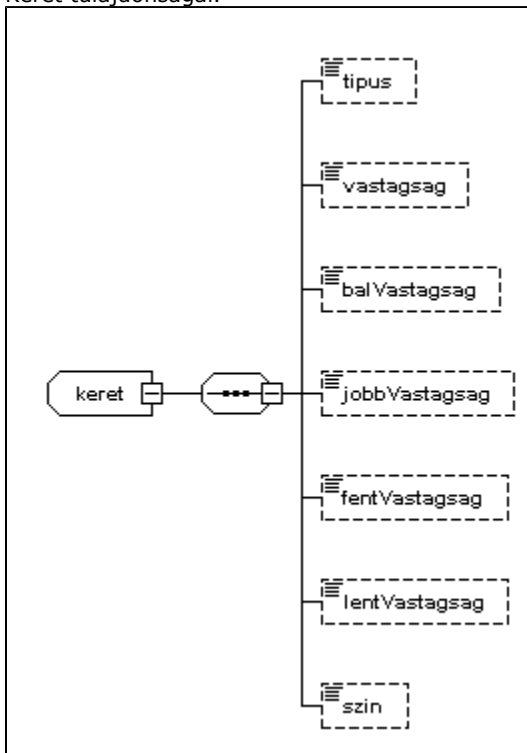 Keret tulajdonságai:
tipus
vastagsag
balVastagsag
keret
jobbVastagsag
fentVastagsag
lentVastagsag
szin